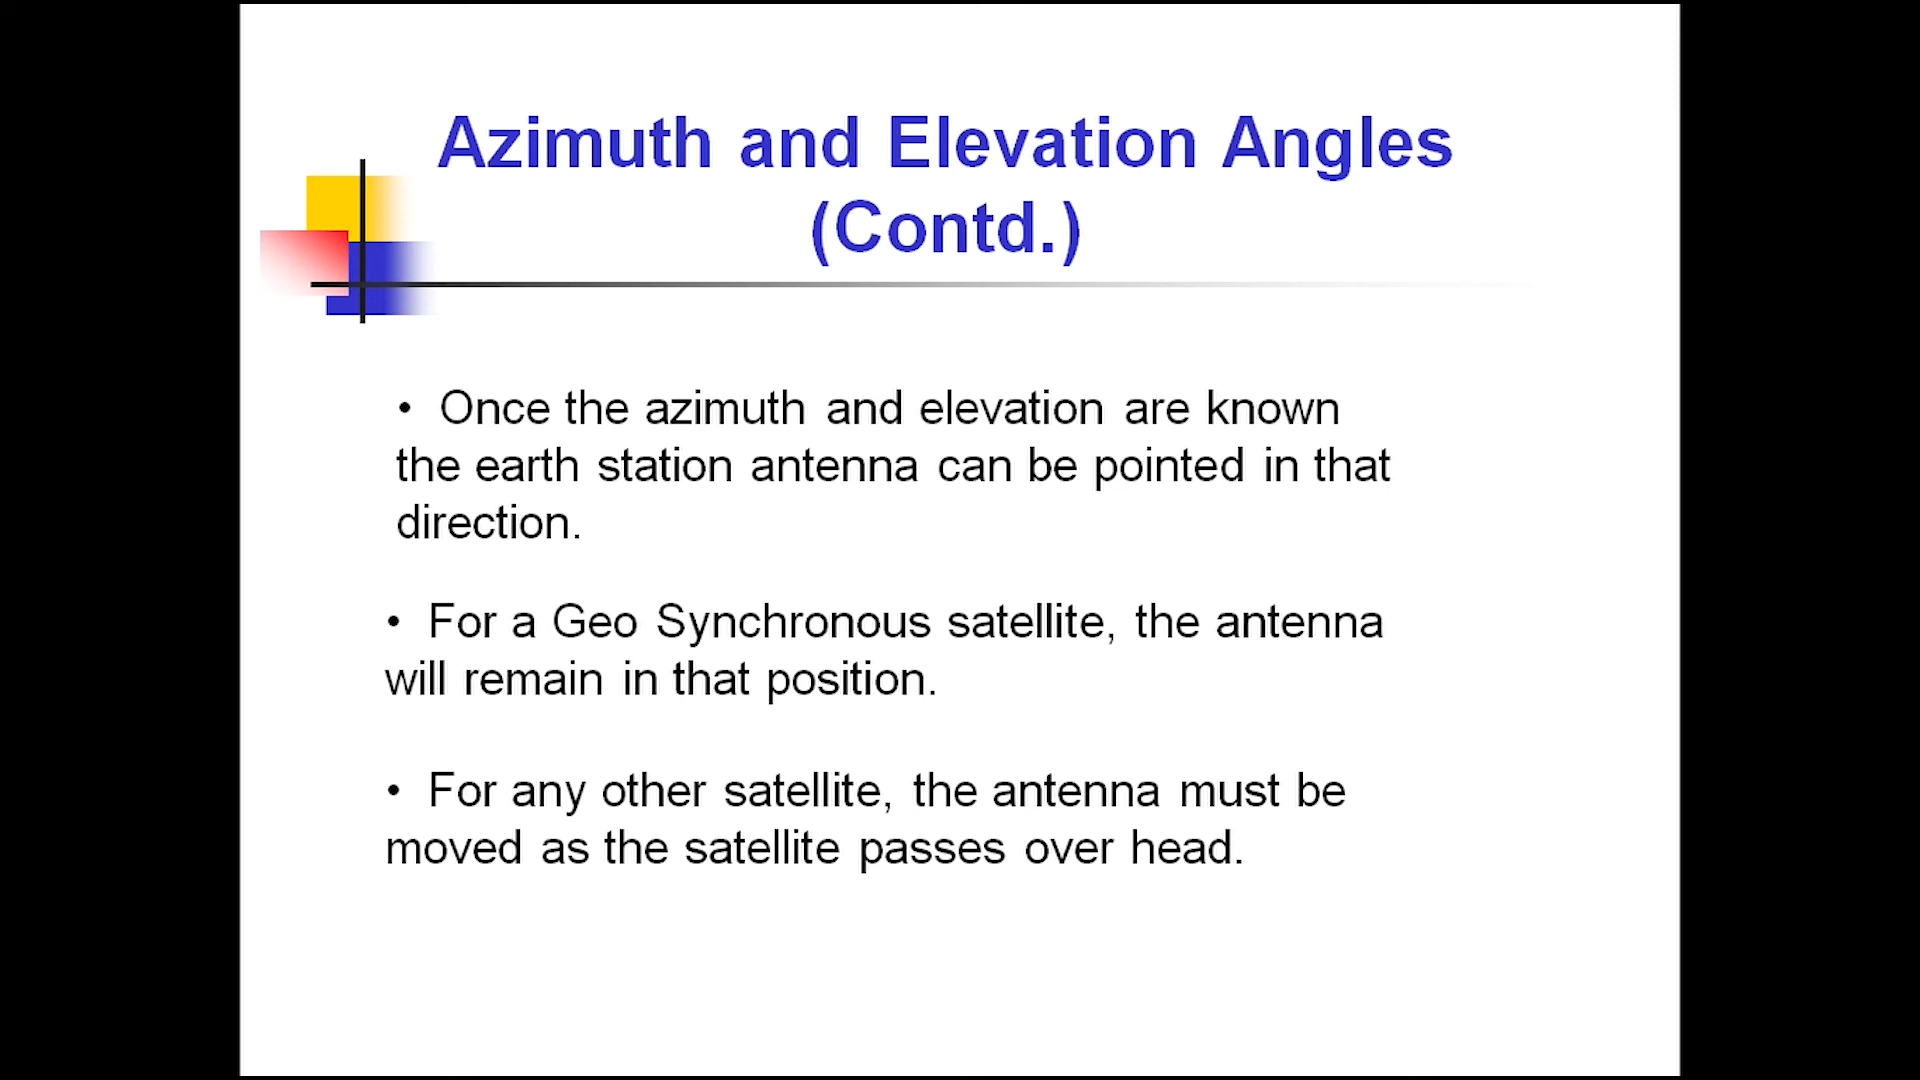 Azimuth and Elevation Angles
(Contd.)
• Once the azimuth and elevation are known
the earth station antenna can be pointed in that
direction.
• For a Geo Synchronous satellite, the antenna
will remain in that position.
• For any other satellite, the antenna must be
moved as the satellite passes over head.